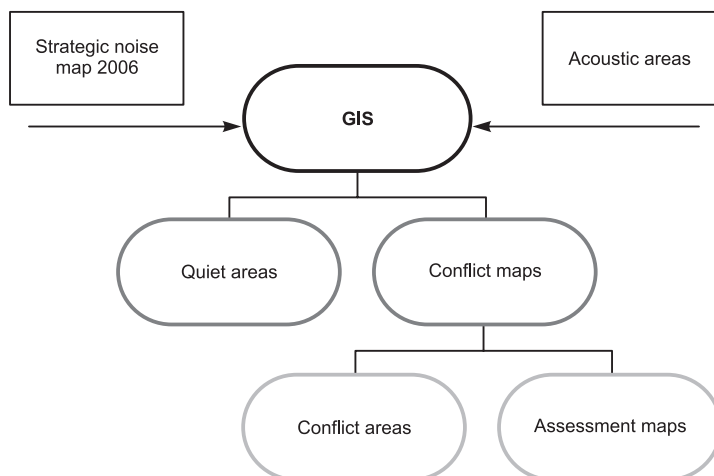 Strategic noise
map 2006
Acoustic areas
GIS
Quiet areas
Conflict maps
Conflict areas
Assessment maps